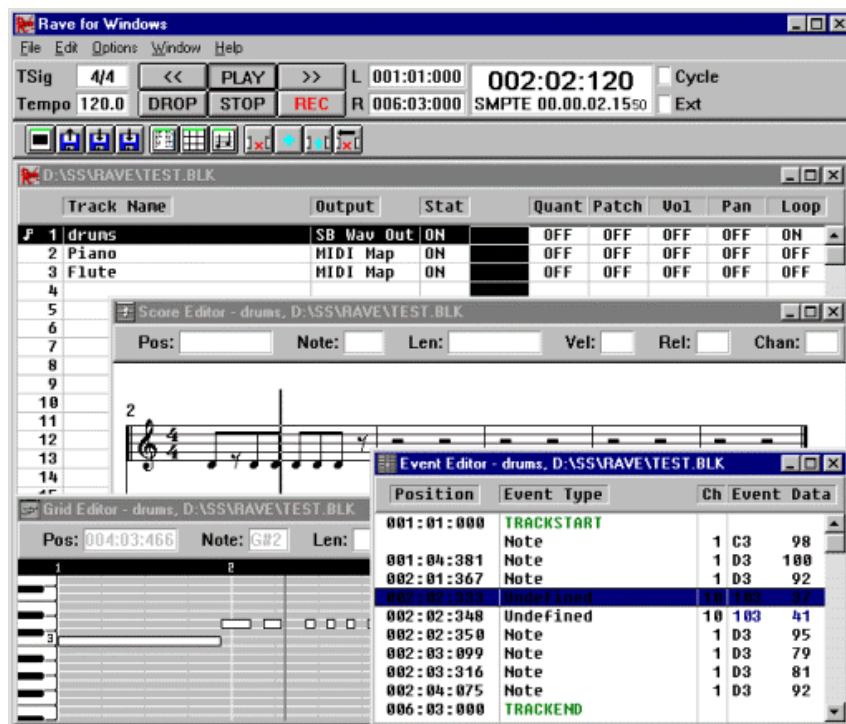 Rave for Windows
File Edit Options Window Help
TSig 4/4 << PLAY >> L 001:01:000 002:02:120 Cycle
Tempo 120.0 DROP STOP REC R 006:03:000 SMPTE 00.00.02.1550 Ext
D:\SS\RAVE\TEST.BLK
Track Name Output Stat Quant Patch Vol Pan Loop
1 drums SB Wav Out ON OFF OFF OFF OFF ON
2 Piano MIDI Map ON OFF OFF OFF OFF OFF
3 Flute MIDI Map ON OFF OFF OFF OFF OFF
4
5
6
7
8
9
10
11
12
13
14
Score Editor - drums, D:\SS\RAVE\TEST.BLK
Pos: Note: Len: Vel: Rel: Chan:
2
4
4
Grid Editor - drums, D:\SS\RAVE\TEST.BLK
Pos: 004:03:466 Note: G#2 Len:
1 2
3
Event Editor - drums, D:\SS\RAVE\TEST.BLK
Position Event Type Ch Event Data
001:01:000 TRACKSTART
Note 1 C3 98
001:04:381 Note 1 D3 100
002:01:367 Note 1 D3 92
002:02:333 Undefined 10 103 37
002:02:348 Undefined 10 103 41
002:02:350 Note 1 D3 95
002:03:099 Note 1 D3 79
002:03:316 Note 1 D3 81
002:04:075 Note 1 D3 92
006:03:000 TRACKEND